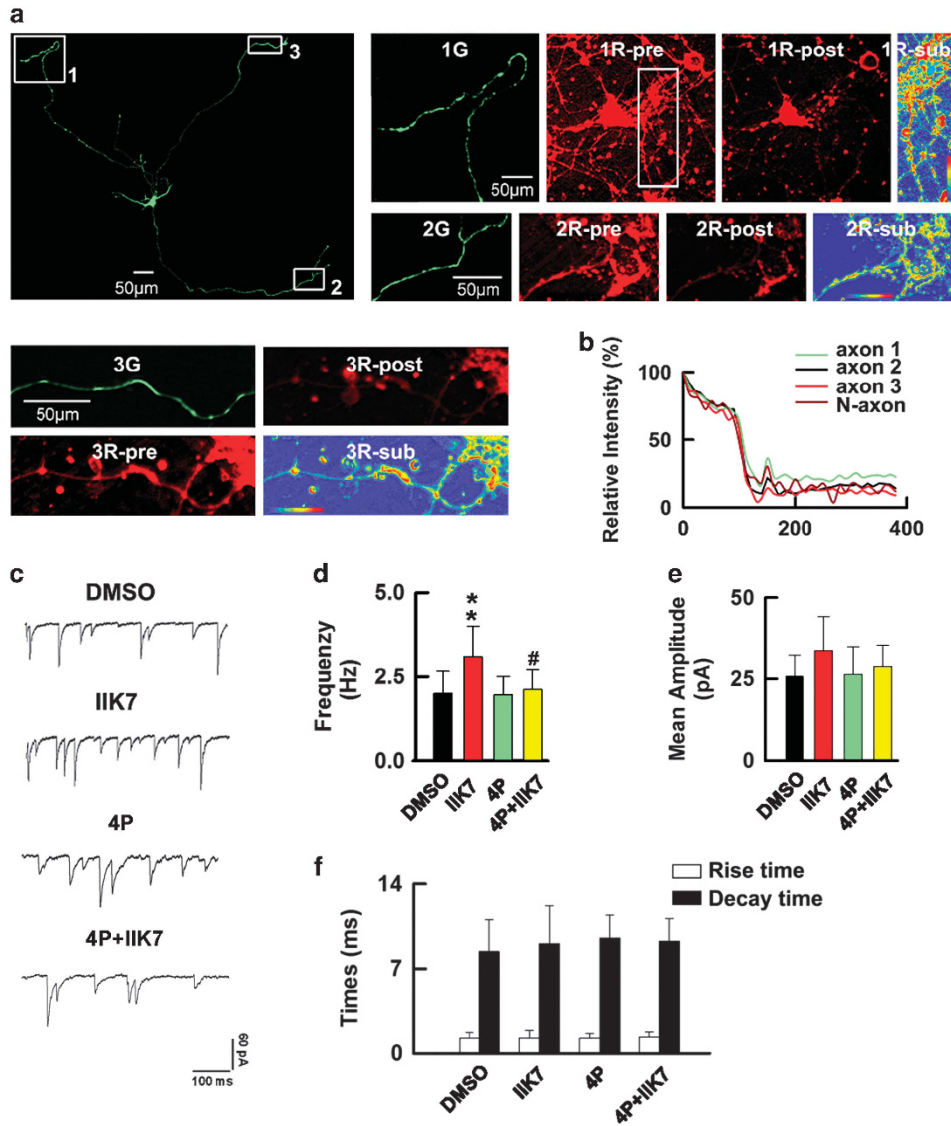 a
1
3
2
50μm
1G
50μm
1R-pre
1R-post
1R-sub
2G
50μm
2R-pre
2R-post
2R-sub
3G
50μm
3R-post
3R-pre
3R-sub
b
Relative Intensity (%)
100
50
0
0
200
400
axon 1
axon 2
axon 3
N-axon
c
DMSO
IIK7
4P
4P+IIK7
60 pA
100 ms
d
Frequenzy
(Hz)
5.0
2.5
0.0
*
*
#
DMSO
IIK7
4P
4P+IIK7
e
Mean Amplitude
(pA)
50
25
0
DMSO
IIK7
4P
4P+IIK7
f
Times (ms)
14
7
0
Rise time
Decay time
DMSO
IIK7
4P
4P+IIK7